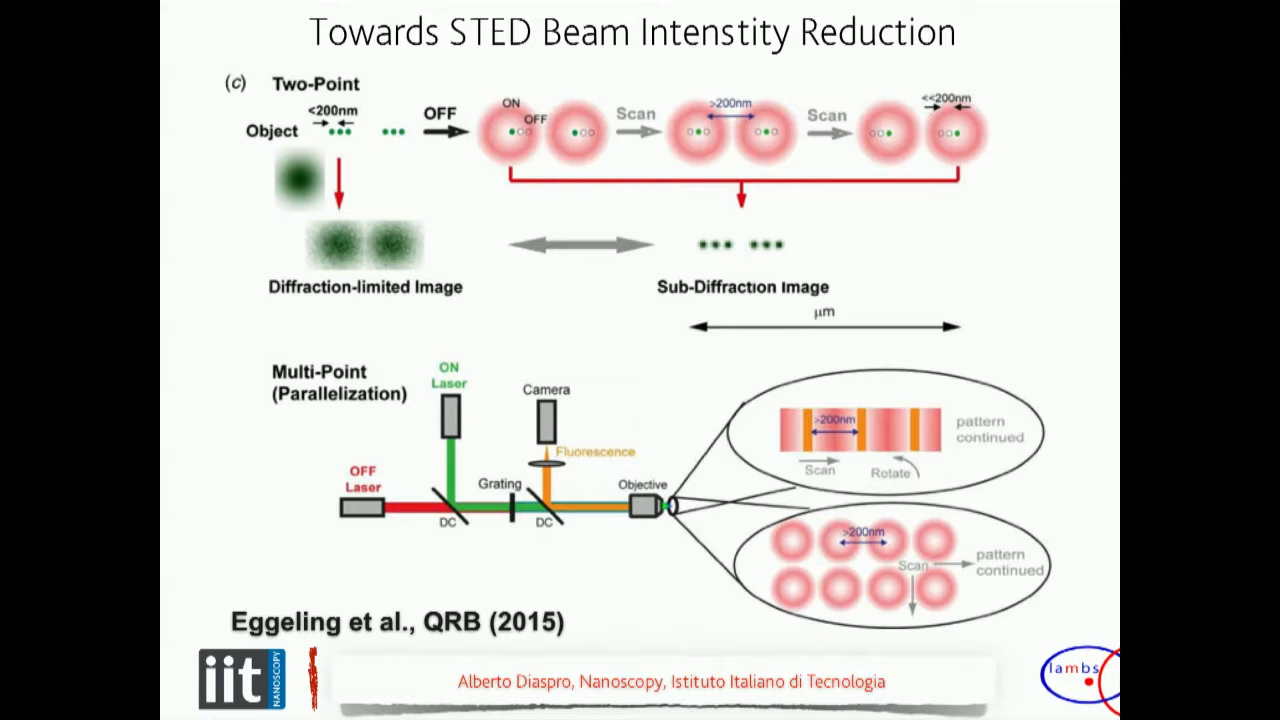 Towards STED Beam Intenstity Reduction
(c) Two-Point
<200nm
Object
OFF
ON
OFF
Scan
>200nm
Scan
<<200nm
Diffraction-limited Image
Sub-Diffraction Image
µm
Multi-Point
(Parallelization)
ON
Laser
Camera
Fluorescence
OFF
Laser
Grating
Objective
DC
DC
>200nm
pattern
continued
Scan
Rotate
>200nm
Scan
pattern
continued
Eggeling et al., QRB (2015)
iit NANOSCOPY
Alberto Diaspro, Nanoscopy, Istituto Italiano di Tecnologia
lambs